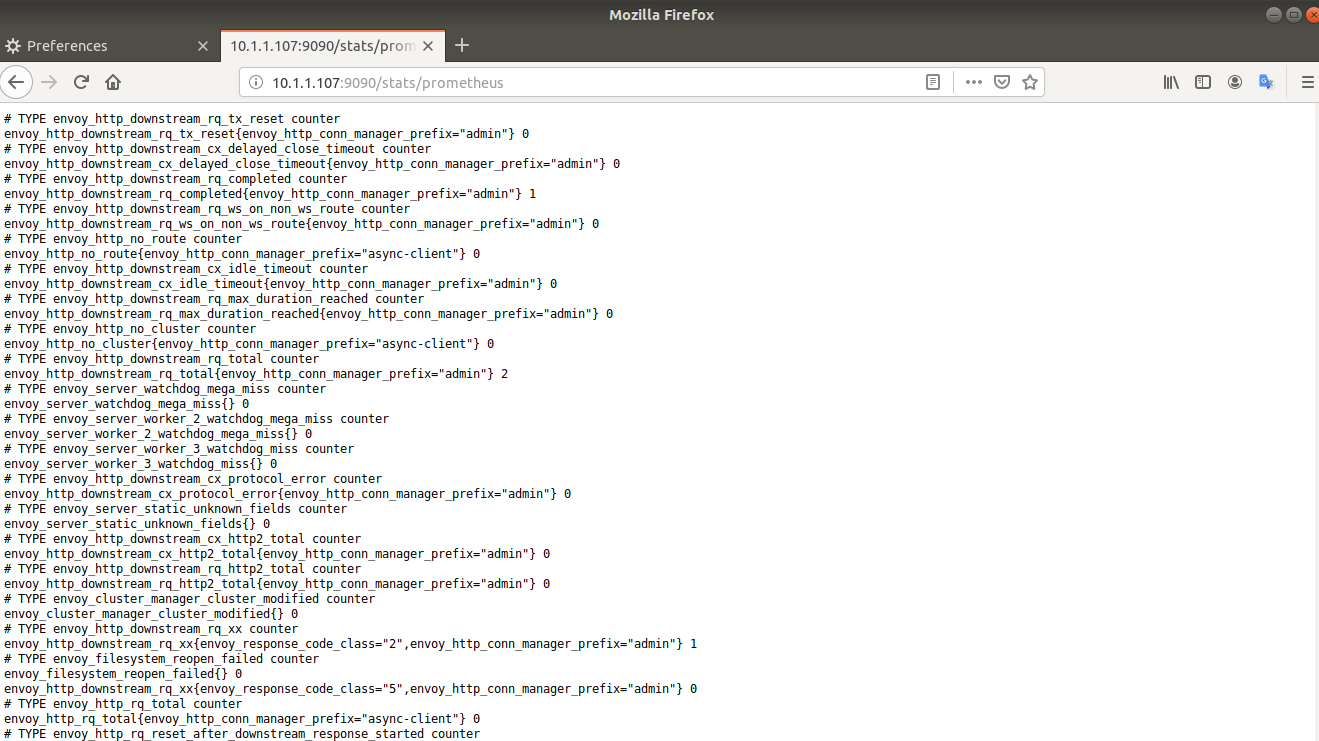 Mozilla Firefox
Preferences
10.1.1.107:9090/stats/prom
10.1.1.107:9090/stats/prometheus
# TYPE envoy_http_downstream_rq_tx_reset counter
envoy_http_downstream_rq_tx_reset{envoy_http_conn_manager_prefix="admin"} 0
# TYPE envoy_http_downstream_cx_delayed_close_timeout counter
envoy_http_downstream_cx_delayed_close_timeout{envoy_http_conn_manager_prefix="admin"} 0
# TYPE envoy_http_downstream_rq_completed counter
envoy_http_downstream_rq_completed{envoy_http_conn_manager_prefix="admin"} 1
# TYPE envoy_http_downstream_rq_ws_on_non_ws_route counter
envoy_http_downstream_rq_ws_on_non_ws_route{envoy_http_conn_manager_prefix="admin"} 0
# TYPE envoy_http_no_route counter
envoy_http_no_route{envoy_http_conn_manager_prefix="async-client"} 0
# TYPE envoy_http_downstream_cx_idle_timeout counter
envoy_http_downstream_cx_idle_timeout{envoy_http_conn_manager_prefix="admin"} 0
# TYPE envoy_http_downstream_rq_max_duration_reached counter
envoy_http_downstream_rq_max_duration_reached{envoy_http_conn_manager_prefix="admin"} 0
# TYPE envoy_http_no_cluster counter
envoy_http_no_cluster{envoy_http_conn_manager_prefix="async-client"} 0
# TYPE envoy_http_downstream_rq_total counter
envoy_http_downstream_rq_total{envoy_http_conn_manager_prefix="admin"} 2
# TYPE envoy_server_watchdog_mega_miss counter
envoy_server_watchdog_mega_miss{} 0
# TYPE envoy_server_worker_2_watchdog_mega_miss counter
envoy_server_worker_2_watchdog_mega_miss{} 0
# TYPE envoy_server_worker_3_watchdog_miss counter
envoy_server_worker_3_watchdog_miss{} 0
# TYPE envoy_http_downstream_cx_protocol_error counter
envoy_http_downstream_cx_protocol_error{envoy_http_conn_manager_prefix="admin"} 0
# TYPE envoy_server_static_unknown_fields counter
envoy_server_static_unknown_fields{} 0
# TYPE envoy_http_downstream_cx_http2_total counter
envoy_http_downstream_cx_http2_total{envoy_http_conn_manager_prefix="admin"} 0
# TYPE envoy_http_downstream_rq_http2_total counter
envoy_http_downstream_rq_http2_total{envoy_http_conn_manager_prefix="admin"} 0
# TYPE envoy_cluster_manager_cluster_modified counter
envoy_cluster_manager_cluster_modified{} 0
# TYPE envoy_http_downstream_rq_xx counter
envoy_http_downstream_rq_xx{envoy_response_code_class="2",envoy_http_conn_manager_prefix="admin"} 1
# TYPE envoy_filesystem_reopen_failed counter
envoy_filesystem_reopen_failed{} 0
envoy_http_downstream_rq_xx{envoy_response_code_class="5",envoy_http_conn_manager_prefix="admin"} 0
# TYPE envoy_http_rq_total counter
envoy_http_rq_total{envoy_http_conn_manager_prefix="async-client"} 0
# TYPE envoy_http_rq_reset_after_downstream_response_started counter